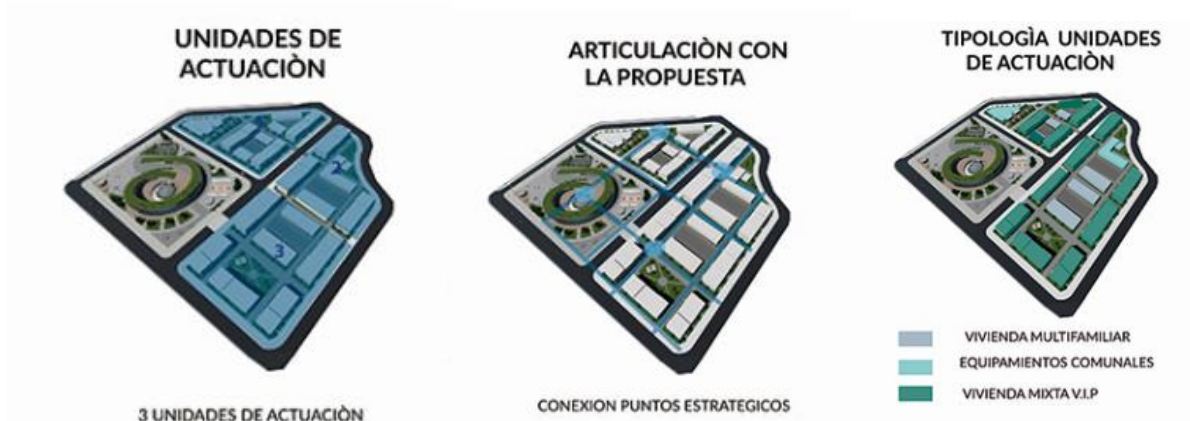 UNIDADES DE
ACTUACIÒN
2
3
3 UNIDADES DE ACTUACIÒN
ARTICULACIÒN CON
LA PROPUESTA
CONEXION PUNTOS ESTRATEGICOS
TIPOLOGÌA UNIDADES
DE ACTUACIÒN
VIVIENDA MULTIFAMILIAR
EQUIPAMIENTOS COMUNALES
VIVIENDA MIXTA V.I.P